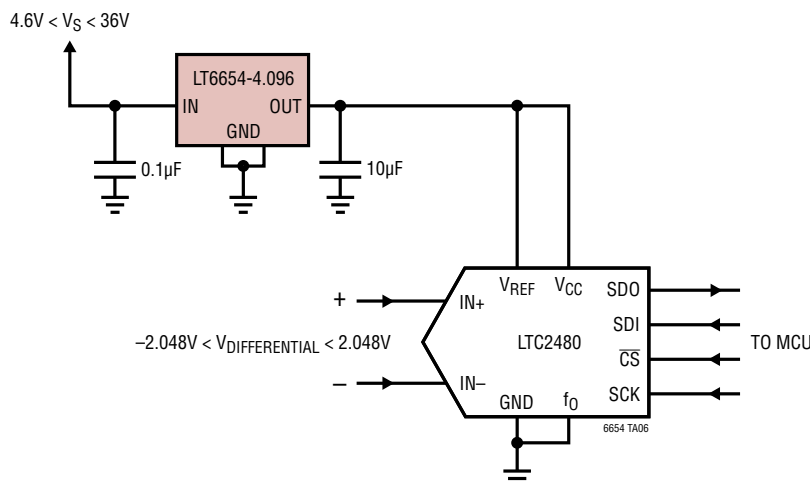 4.6V < VS < 36V
LT6654-4.096
IN OUT
GND
0.1µF
10µF
VREF VCC
+
IN+
SDO
SDI
–2.048V < VDIFFERENTIAL < 2.048V
LTC2480
TO MCU
CS
–
IN–
SCK
GND fO
6654 TA06